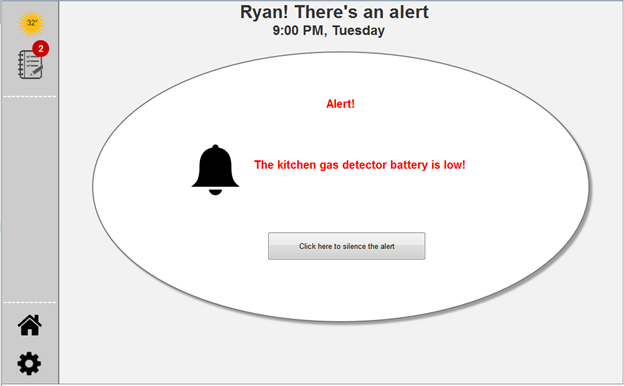 Ryan! There's an alert
9:00 PM, Tuesday
32°
2
Alert!
The kitchen gas detector battery is low!
Click here to silence the alert